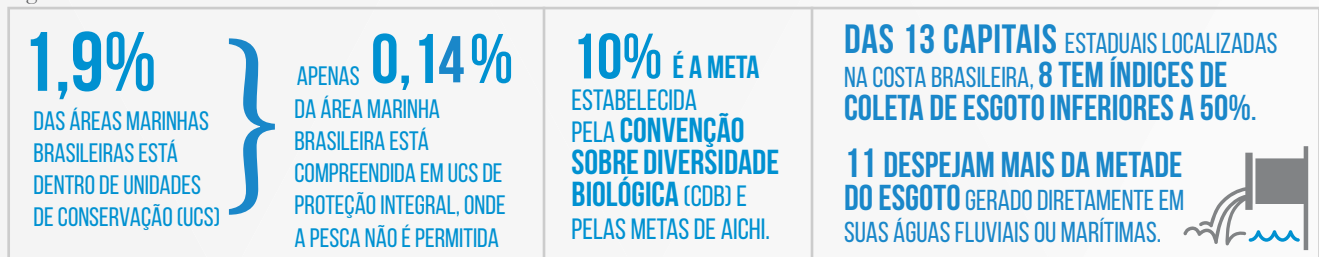 1,9%
DAS ÁREAS MARINHAS
BRASILEIRAS ESTÁ
DENTRO DE UNIDADES
DE CONSERVAÇÃO (UCS)
APENAS 0,14%
DA ÁREA MARINHA
BRASILEIRA ESTÁ
COMPREENDIDA EM UCS DE
PROTEÇÃO INTEGRAL, ONDE
A PESCA NÃO É PERMITIDA
10% É A META
ESTABELECIDA
PELA CONVENÇÃO
SOBRE DIVERSIDADE
BIOLÓGICA (CDB) E
PELAS METAS DE AICHI.
DAS 13 CAPITAIS ESTADUAIS LOCALIZADAS
NA COSTA BRASILEIRA, 8 TEM ÍNDICES DE
COLETA DE ESGOTO INFERIORES A 50%.
11 DESPEJAM MAIS DA METADE
DO ESGOTO GERADO DIRETAMENTE EM
SUAS ÁGUAS FLUVIAIS OU MARÍTIMAS.